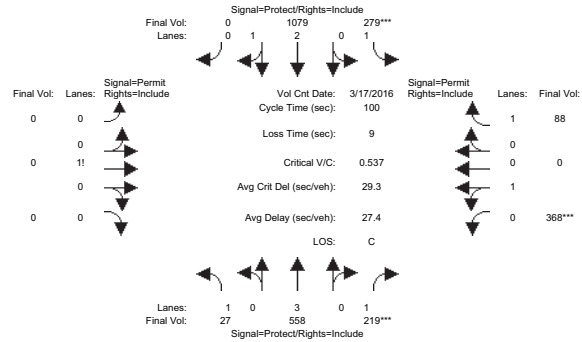 Signal=Protect/Rights=Include
Final Vol: 0 1079 279***
Lanes: 0 1 2 0 1
Signal=Permit Signal=Permit
Final Vol: Lanes: Rights=Include Vol Cnt Date: 3/17/2016 Rights=Include Lanes: Final Vol:
Cycle Time (sec): 100
0 0 1 88
Loss Time (sec): 9
0 0
0 1! Critical V/C: 0.537 0 0
0 Avg Crit Del (sec/veh): 29.3 1
0 0 Avg Delay (sec/veh): 27.4 0 368***
LOS: C
Lanes: 1 0 3 0 1
Final Vol: 27 558 219***
Signal=Protect/Rights=Include